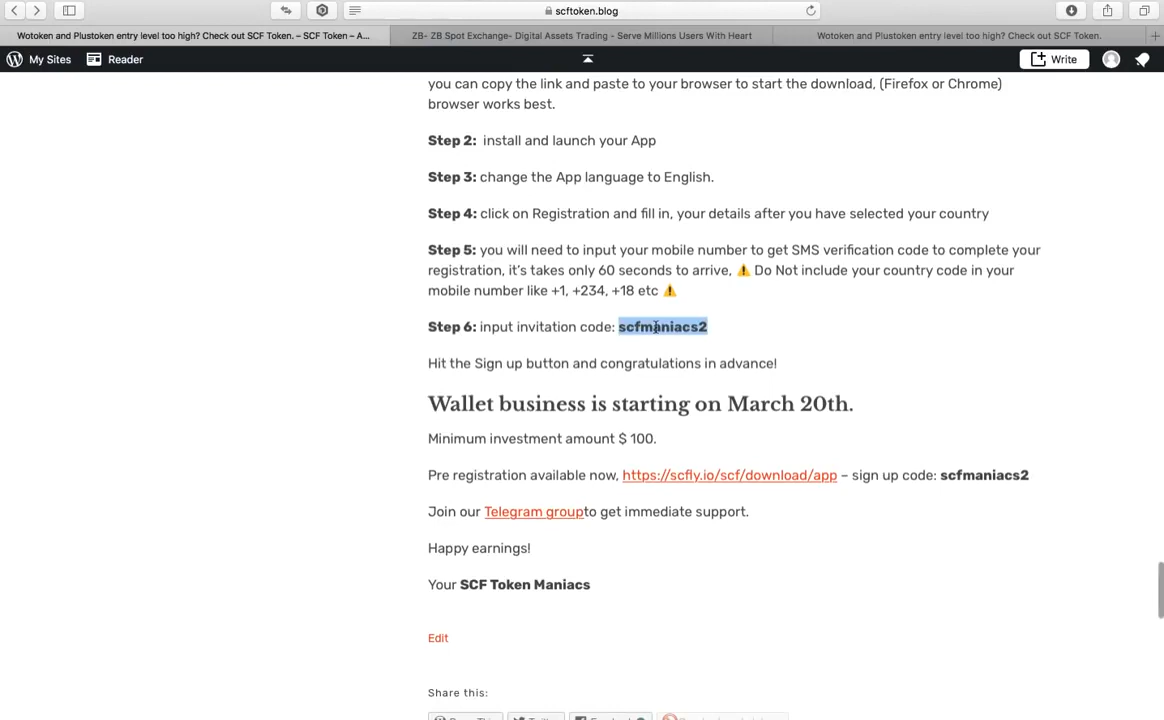 scftoken.blog
Wotoken and Plustoken entry level too high? Check out SCF Token. – SCF Token – A...
ZB- ZB Spot Exchange- Digital Assets Trading - Serve Millions Users With Heart
Wotoken and Plustoken entry level too high? Check out SCF Token.
My Sites
Reader
Write
you can copy the link and paste to your browser to start the download, (Firefox or Chrome)
browser works best.
Step 2: install and launch your App
Step 3: change the App language to English.
Step 4: click on Registration and fill in, your details after you have selected your country
Step 5: you will need to input your mobile number to get SMS verification code to complete your
registration, it's takes only 60 seconds to arrive, ⚠️ Do Not include your country code in your
mobile number like +1, +234, +18 etc ⚠️
Step 6: input invitation code: scfmaniacs2
Hit the Sign up button and congratulations in advance!
Wallet business is starting on March 20th.
Minimum investment amount $ 100.
Pre registration available now, https://scfly.io/scf/download/app – sign up code: scfmaniacs2
Join our Telegram groupto get immediate support.
Happy earnings!
Your SCF Token Maniacs
Edit
Share this: